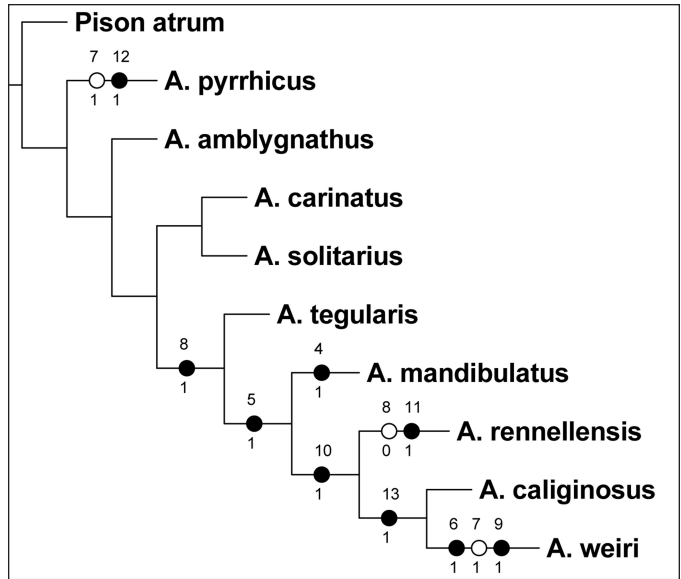 Pison atrum
7 12
A. pyrrhicus
1 1
A. amblygnathus
A. carinatus
A. solitarius
A. tegularis
8
1
4
A. mandibulatus
1
5
1
8 11
A. rennellensis
0 1
10
1
A. caliginosus
13
1
6 7 9
A. weiri
1 1 1